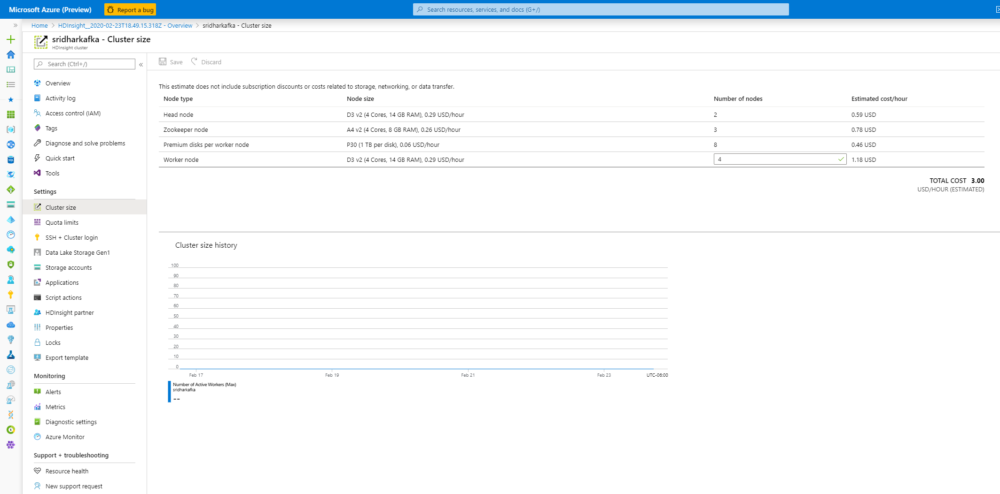 Microsoft Azure (Preview)
Report a bug
Search resources, services, and docs (G+/)
Home > HDInsight__2020-02-23T18.49.15.318Z - Overview > sridharkafka - Cluster size
sridharkafka - Cluster size
HDInsight cluster
Search (Ctrl+/)
Overview
Activity log
Access control (IAM)
Tags
Diagnose and solve problems
Quick start
Tools
Settings
Cluster size
Quota limits
SSH + Cluster login
Data Lake Storage Gen1
Storage accounts
Applications
Script actions
HDInsight partner
Properties
Locks
Export template
Monitoring
Alerts
Metrics
Diagnostic settings
Azure Monitor
Support + troubleshooting
Resource health
New support request
Save Discard
This estimate does not include subscription discounts or costs related to storage, networking, or data transfer.
Node type Node size Number of nodes Estimated cost/hour
Head node D3 v2 (4 Cores, 14 GB RAM), 0.29 USD/hour 2 0.59 USD
Zookeeper node A4 v2 (4 Cores, 8 GB RAM), 0.26 USD/hour 3 0.78 USD
Premium disks per worker node P30 (1 TB per disk), 0.06 USD/hour 8 0.46 USD
Worker node D3 v2 (4 Cores, 14 GB RAM), 0.29 USD/hour 4 1.18 USD
TOTAL COST 3.00
USD/HOUR (ESTIMATED)
Cluster size history
100
90
80
70
60
50
40
30
20
10
0
Feb 17 Feb 19 Feb 21 Feb 23 UTC-06:00
Number of Active Workers (Max)
sridharkafka
--